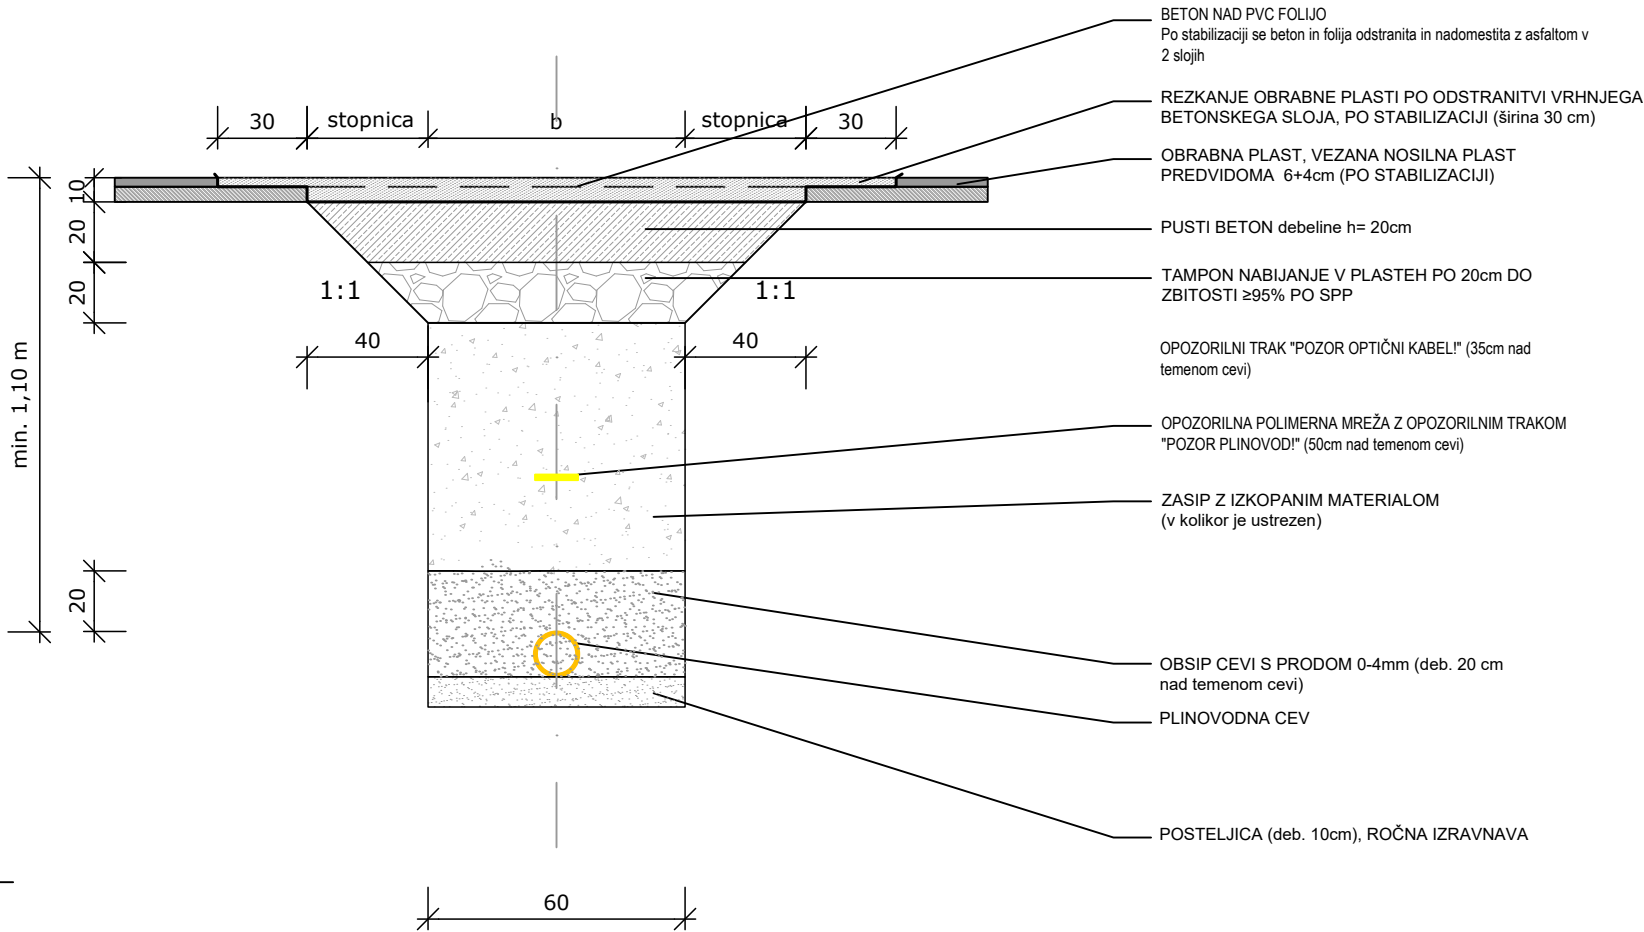 BETON NAD PVC FOLIJO
Po stabilizaciji se beton in folija odstranita in nadomestita z asfaltom v
2 slojih
REZKANJE OBRABNE PLASTI PO ODSTRANITVI VRHNJEGA
BETONSKEGA SLOJA, PO STABILIZACIJI (širina 30 cm)
30 stopnica b stopnica 30
OBRABNA PLAST, VEZANA NOSILNA PLAST
PREDVIDOMA 6+4cm (PO STABILIZACIJI)
10
20
PUSTI BETON debeline h= 20cm
20
TAMPON NABIJANJE V PLASTEH PO 20cm DO
ZBITOSTI ≥95% PO SPP
1:1 1:1
40 40
OPOZORILNI TRAK "POZOR OPTIČNI KABEL!" (35cm nad
temenom cevi)
min. 1,10 m
OPOZORILNA POLIMERNA MREŽA Z OPOZORILNIM TRAKOM
"POZOR PLINOVOD!" (50cm nad temenom cevi)
ZASIP Z IZKOPANIM MATERIALOM
(v kolikor je ustrezen)
20
OBSIP CEVI S PRODOM 0-4mm (deb. 20 cm
nad temenom cevi)
PLINOVODNA CEV
POSTELJICA (deb. 10cm), ROČNA IZRAVNAVA
60